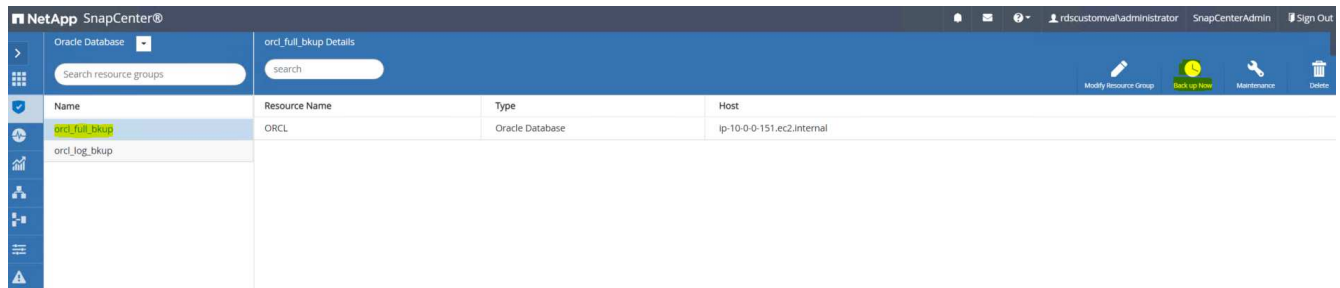 NetApp SnapCenter®
rdscustomval\administrator SnapCenterAdmin Sign Out
Oracle Database
orcl_full_bkup Details
Search resource groups
search
Modify Resource Group
Back up Now
Maintenance
Delete
Name
Resource Name Type Host
orcl_full_bkup
ORCL Oracle Database ip-10-0-0-151.ec2.internal
orcl_log_bkup